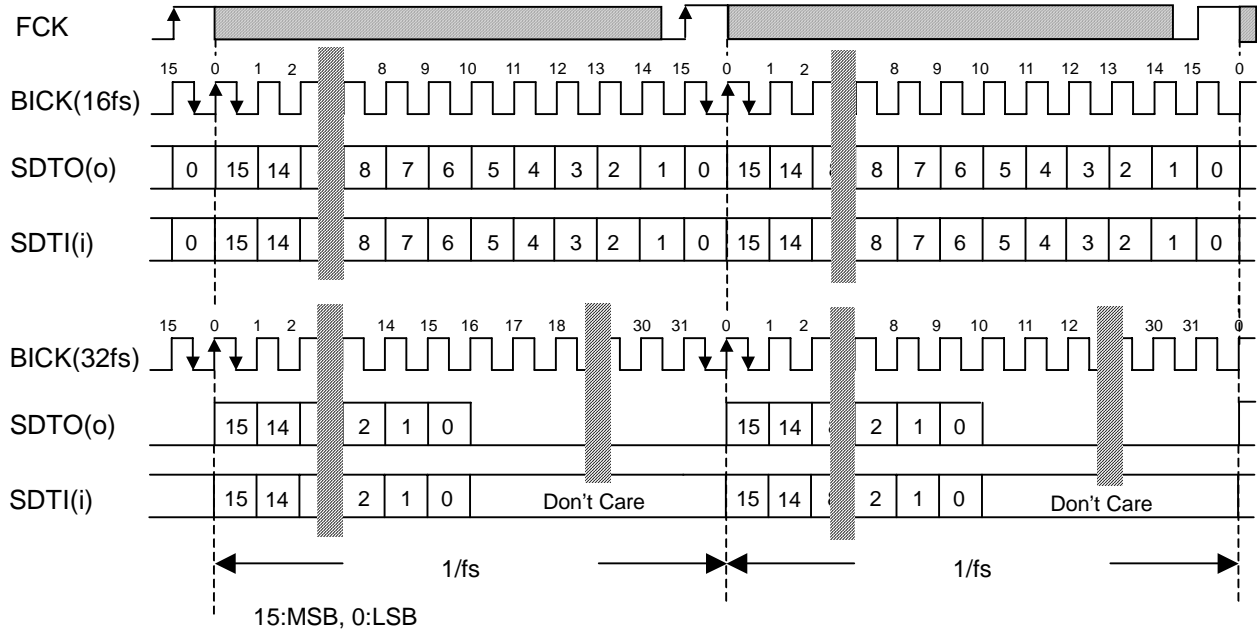 FCK
15 0 1 2 8 9 10 11 12 13 14 15 0 1 2 8 9 10 11 12 13 14 15 0
BICK(16fs)
SDTO(o) 0 15 14 8 7 6 5 4 3 2 1 0 15 14 8 7 6 5 4 3 2 1 0
SDTI(i) 0 15 14 8 7 6 5 4 3 2 1 0 15 14 8 7 6 5 4 3 2 1 0
15 0 1 2 14 15 16 17 18 30 31 0 1 2 8 9 10 11 12 30 31 0
BICK(32fs)
SDTO(o) 15 14 2 1 0 15 14 2 1 0
SDTI(i) 15 14 2 1 0 Don't Care 15 14 2 1 0 Don't Care
1/fs 1/fs
15:MSB, 0:LSB